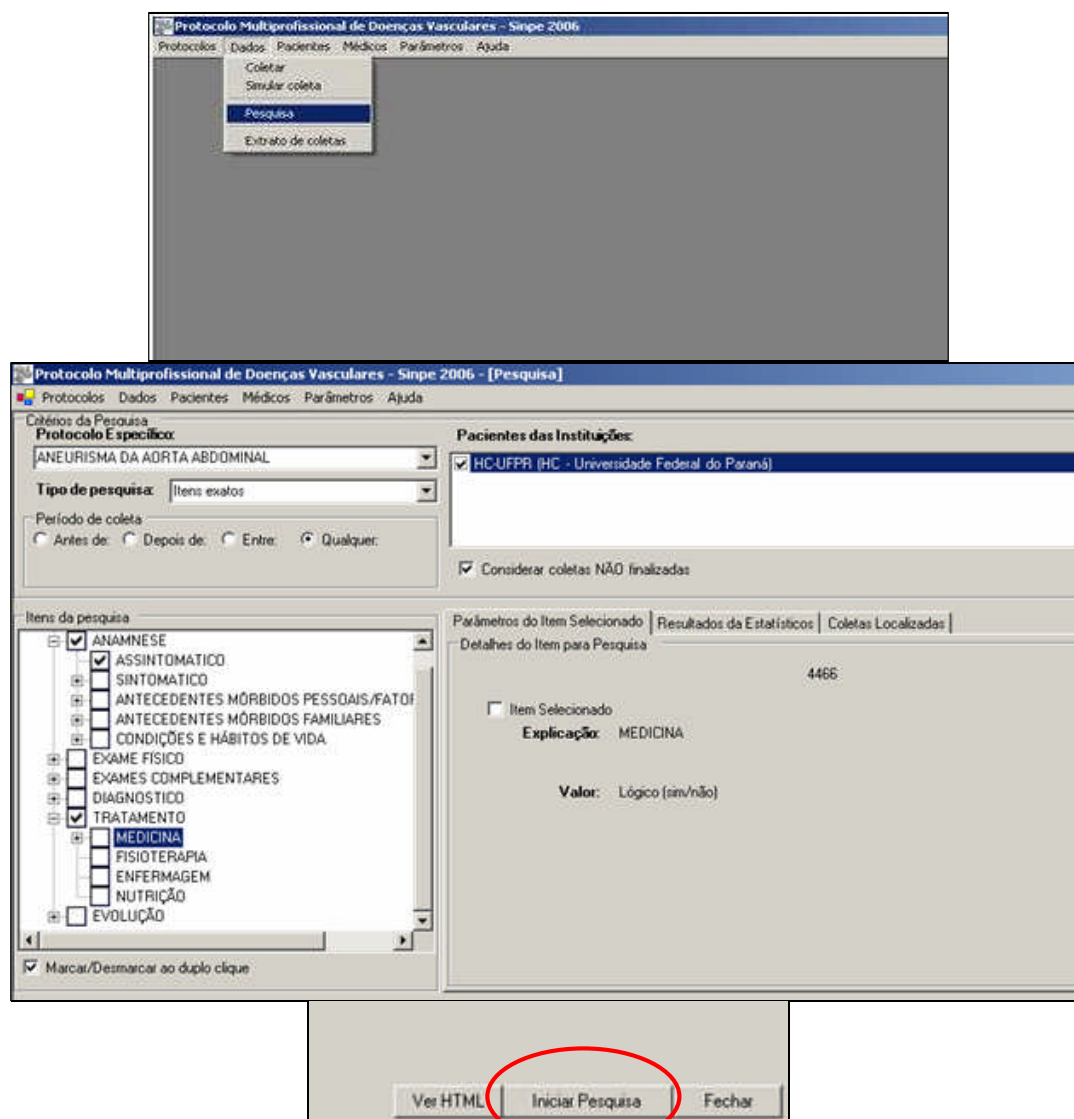 Protocolo Multiprofissional de Doenças Vasculares - Sinpe 2006
Protocolos Dados Pacientes Médicos Parâmetros Ajuda
Coletar
Simular coleta
Pesquisa
Extrato de coletas
Protocolo Multiprofissional de Doenças Vasculares - Sinpe 2006 - [Pesquisa]
Protocolos Dados Pacientes Médicos Parâmetros Ajuda
Critérios da Pesquisa
Protocolo Específico:
ANEURISMA DA AORTA ABDOMINAL
Tipo de pesquisa: Itens exatos
Período de coleta
Antes de: Depois de: Entre: Qualquer:
Pacientes das Instituições:
HC-UFPR (HC - Universidade Federal do Paraná)
Considerar coletas NÃO finalizadas
Itens da pesquisa
ANAMNESE
ASSINTOMATICO
SINTOMATICO
ANTECEDENTES MÓRBIDOS PESSOAIS/FATOR
ANTECEDENTES MÓRBIDOS FAMILIARES
CONDIÇÕES E HÁBITOS DE VIDA
EXAME FÍSICO
EXAMES COMPLEMENTARES
DIAGNOSTICO
TRATAMENTO
MEDICINA
FISIOTERAPIA
ENFERMAGEM
NUTRIÇÃO
EVOLUÇÃO
Marcar/Desmarcar ao duplo clique
Parâmetros do Item Selecionado Resultados da Estatísticos Coletas Localizadas
Detalhes do Item para Pesquisa
4466
Item Selecionado
Explicação: MEDICINA
Valor: Lógico (sim/não)
Ver HTML Iniciar Pesquisa Fechar